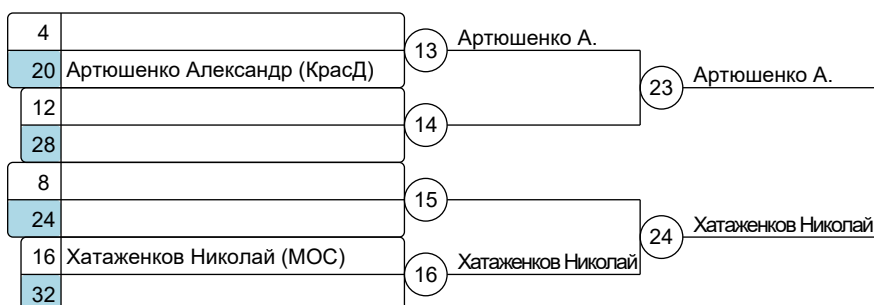 4
13 Артюшенко А.
20 Артюшенко Александр (КрасД)
23 Артюшенко А.
12
14
28
8
15
24
24 Хатаженков Николай
16 Хатаженков Николай (МОС)
16 Хатаженков Николай
32